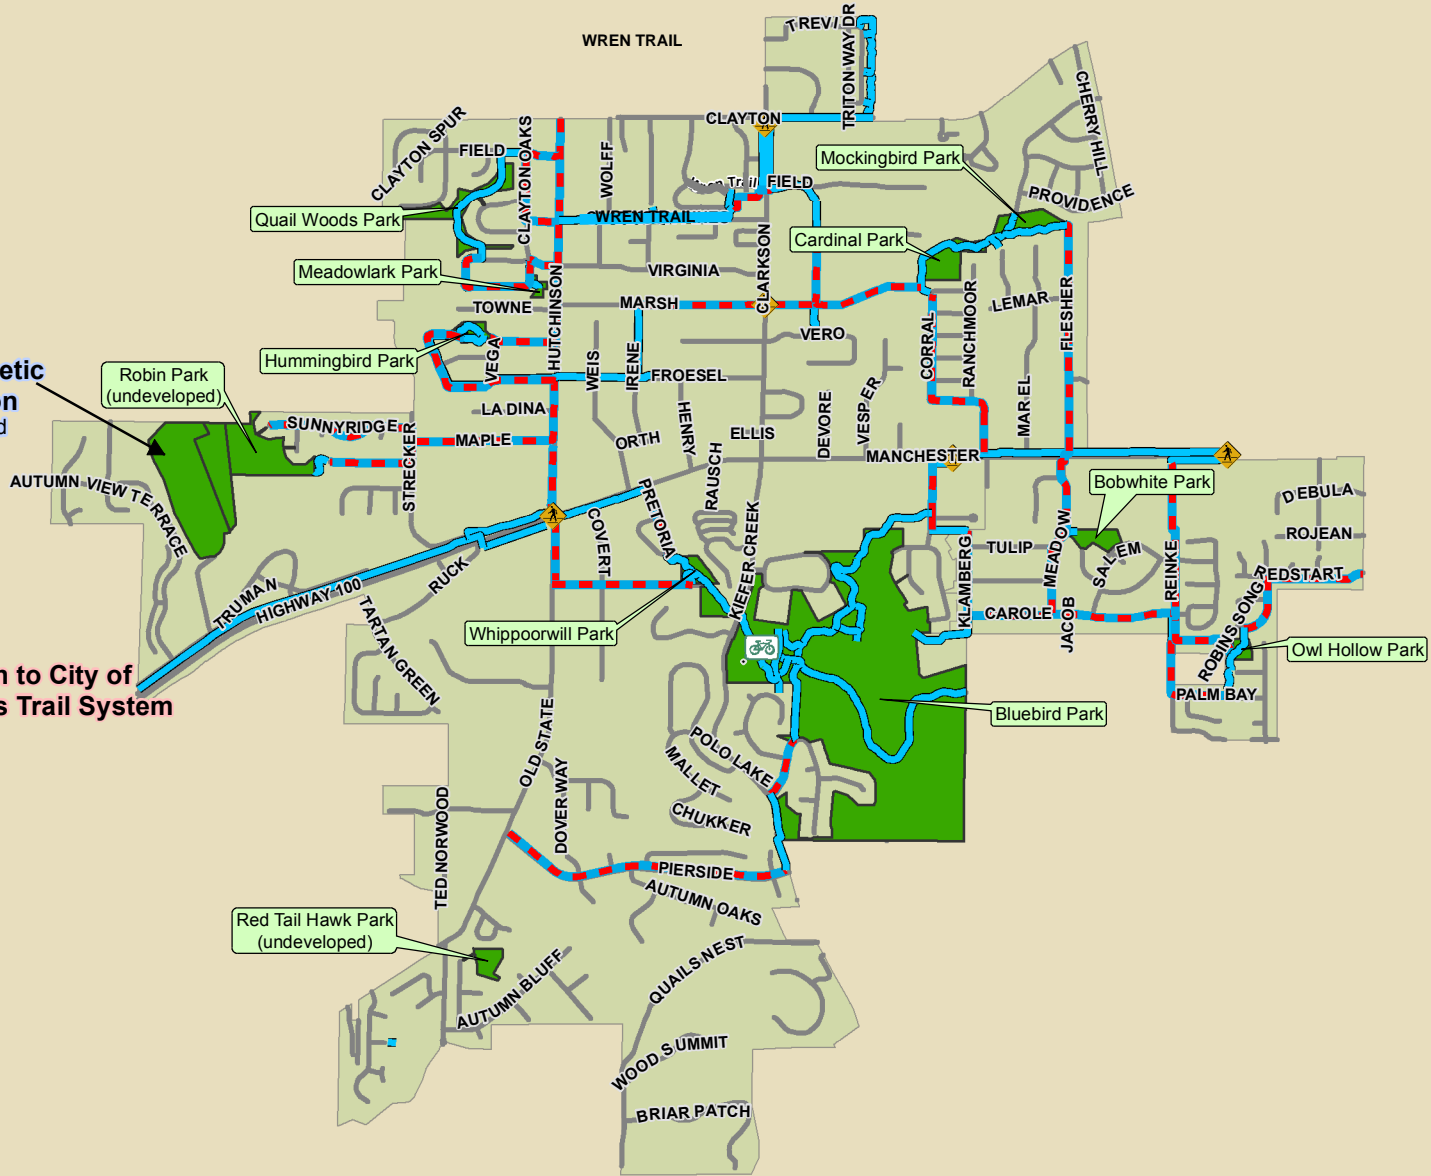 WREN TRAIL
TREVI
TRITON WAY DR
CLAYTON
CHERRY HILL
CLAYTON SPUR
FIELD
CLAYTON OAKS
WOLFF
Mockingbird Park
Wren Trail
FIELD
PROVIDENCE
Quail Woods Park
WREN TRAIL
CLARKSON
Cardinal Park
Meadowlark Park
VIRGINIA
HUTCHINSON
TOWNE
MARSH
LEMAR
RANCHMOOR
FLESHER
CORRAL
VERO
Hummingbird Park
VEGA
WEIS
IRENE
FROESEL
etic
on
d
Robin Park
(undeveloped)
LA DINA
HENRY
DEVORE
VESPER
MAR EL
SUNNYRIDGE
MAPLE
ORTH
ELLIS
STRECKER
RAUSCH
MANCHESTER
AUTUMN VIEW TERRACE
Bobwhite Park
DEBULA
PRETORIA
COVERT
KIEFER CREEK
ROJEAN
TULIP
MEADOW
SALEM
REINKE
KLAMBERG
REDSTART
TRUMAN
HIGHWAY 100
RUCK
CAROLE
JACOB
ROBINS SONG
Whippoorwill Park
TARTAN GREEN
Owl Hollow Park
n to City of
s Trail System
PALM BAY
Bluebird Park
OLD STATE
POLO LAKE
MALLET
CHUKKER
DOVER WAY
TED NORWOOD
PIERSIDE
AUTUMN OAKS
Red Tail Hawk Park
(undeveloped)
QUAILS NEST
AUTUMN BLUFF
WOOD SUMMIT
BRIAR PATCH